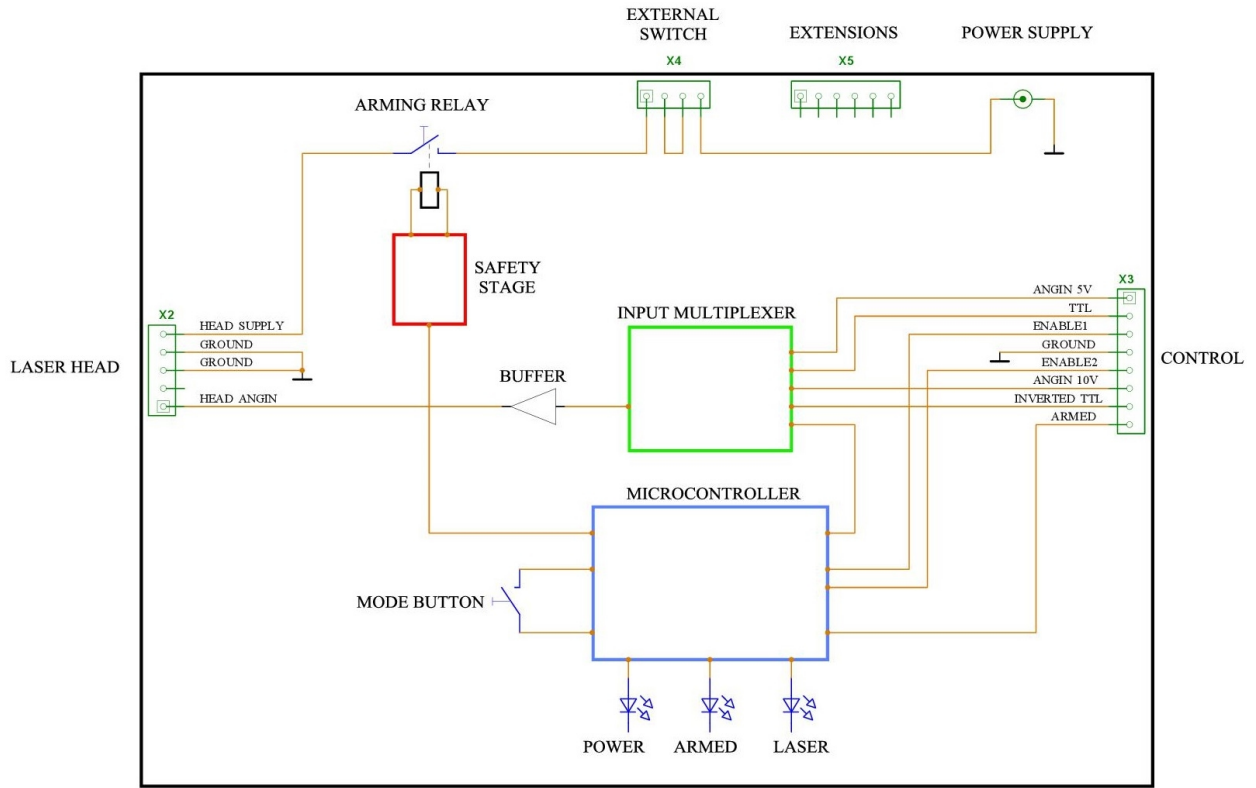 EXTERNAL
SWITCH
EXTENSIONS
POWER SUPPLY
X4
X5
ARMING RELAY
SAFETY
STAGE
X2
HEAD SUPPLY
GROUND
GROUND
HEAD ANGIN
LASER HEAD
BUFFER
INPUT MULTIPLEXER
X3
ANGIN 5V
TTL
ENABLE1
GROUND
ENABLE2
ANGIN 10V
INVERTED TTL
ARMED
CONTROL
MICROCONTROLLER
MODE BUTTON
POWER
ARMED
LASER